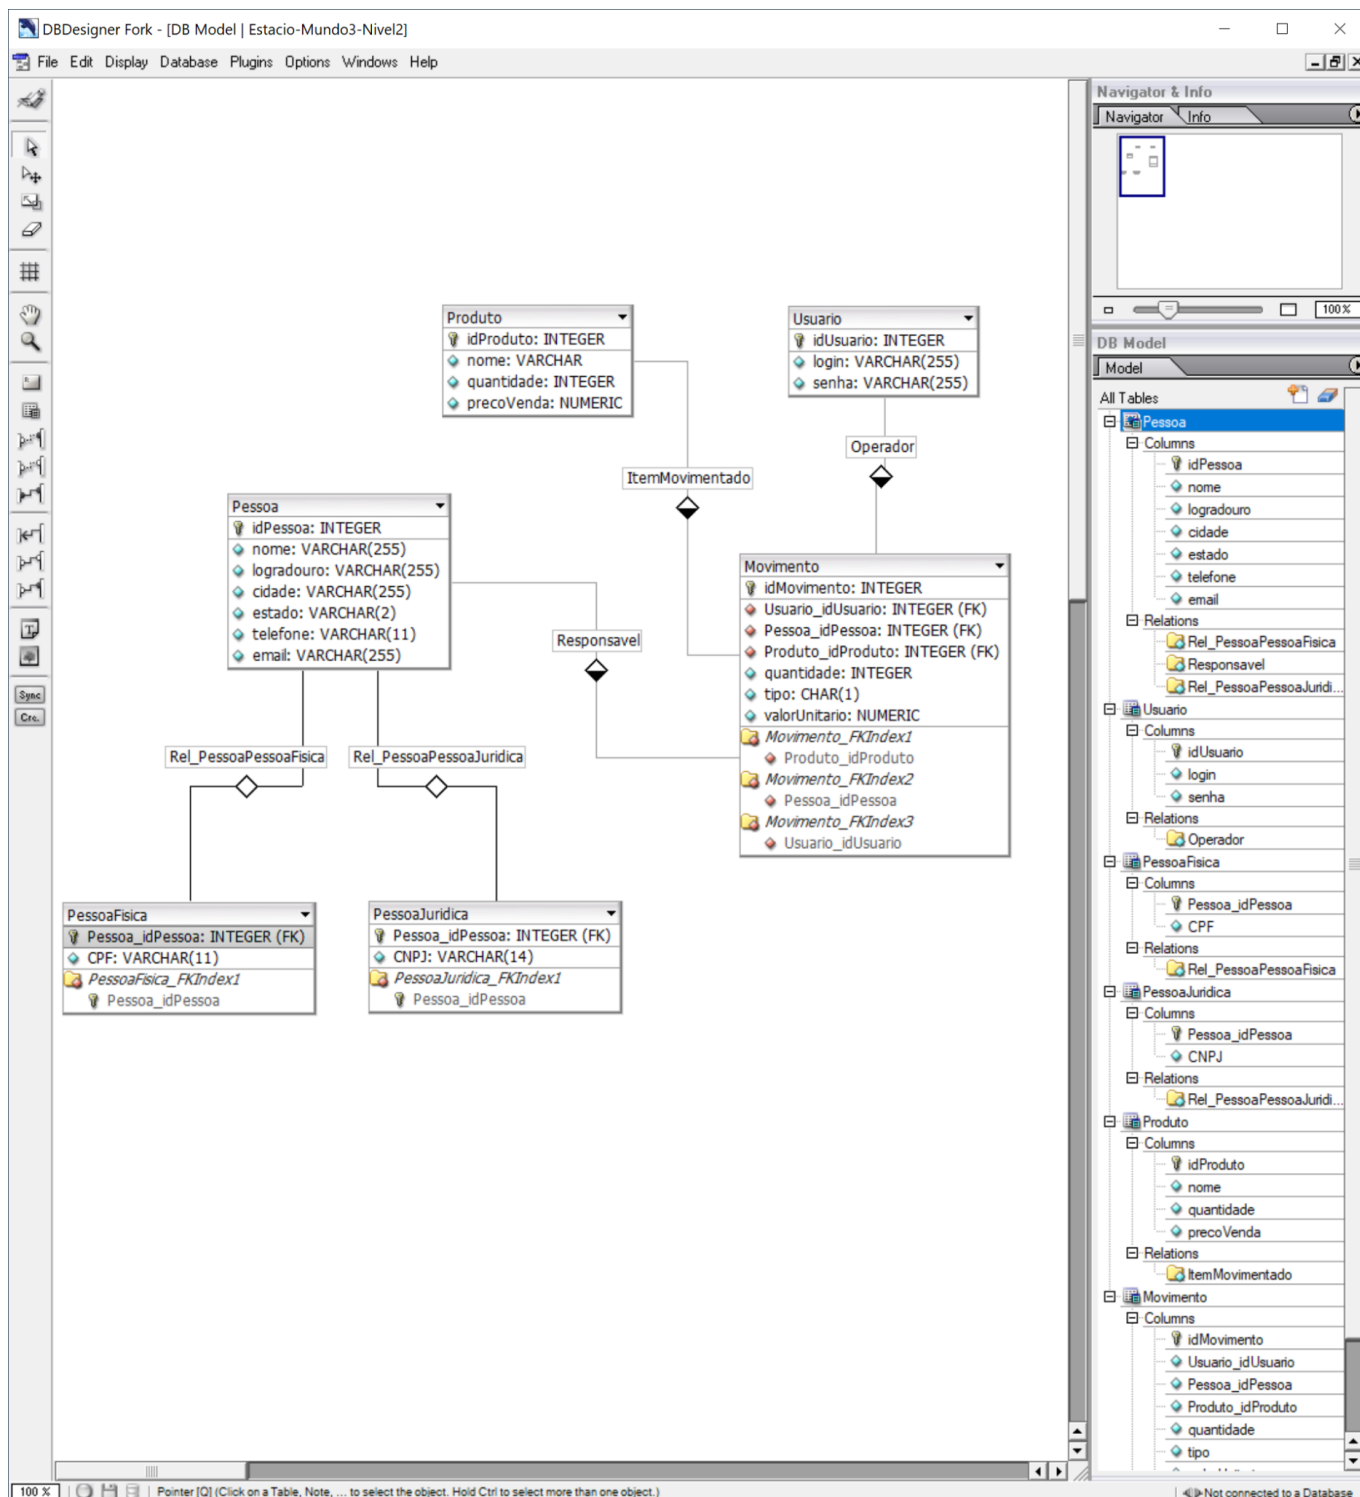 DBDesigner Fork - [DB Model | Estacio-Mundo3-Nivel2]
File Edit Display Database Plugins Options Windows Help
Produto
idProduto: INTEGER
nome: VARCHAR
quantidade: INTEGER
precoVenda: NUMERIC
Usuario
idUsuario: INTEGER
login: VARCHAR(255)
senha: VARCHAR(255)
Operador
ItemMovimentado
Pessoa
idPessoa: INTEGER
nome: VARCHAR(255)
logradouro: VARCHAR(255)
cidade: VARCHAR(255)
estado: VARCHAR(2)
telefone: VARCHAR(11)
email: VARCHAR(255)
Responsavel
Movimento
idMovimento: INTEGER
Usuario_idUsuario: INTEGER (FK)
Pessoa_idPessoa: INTEGER (FK)
Produto_idProduto: INTEGER (FK)
quantidade: INTEGER
tipo: CHAR(1)
valorUnitario: NUMERIC
Movimento_FKIndex1
Produto_idProduto
Movimento_FKIndex2
Pessoa_idPessoa
Movimento_FKIndex3
Usuario_idUsuario
Rel_PessoaPessoaFisica
Rel_PessoaPessoaJuridica
PessoaFisica
Pessoa_idPessoa: INTEGER (FK)
CPF: VARCHAR(11)
PessoaFisica_FKIndex1
Pessoa_idPessoa
PessoaJuridica
Pessoa_idPessoa: INTEGER (FK)
CNPJ: VARCHAR(14)
PessoaJuridica_FKIndex1
Pessoa_idPessoa
Sync
Cre.
Navigator & Info
Navigator Info
100%
DB Model
Model
All Tables
Pessoa
Columns
idPessoa
nome
logradouro
cidade
estado
telefone
email
Relations
Rel_PessoaPessoaFisica
Responsavel
Rel_PessoaPessoaJuridi...
Usuario
Columns
idUsuario
login
senha
Relations
Operador
PessoaFisica
Columns
Pessoa_idPessoa
CPF
Relations
Rel_PessoaPessoaFisica
PessoaJuridica
Columns
Pessoa_idPessoa
CNPJ
Relations
Rel_PessoaPessoaJuridi...
Produto
Columns
idProduto
nome
quantidade
precoVenda
Relations
ItemMovimentado
Movimento
Columns
idMovimento
Usuario_idUsuario
Pessoa_idPessoa
Produto_idProduto
quantidade
tipo
100 %
Pointer [Q] (Click on a Table, Note, ... to select the object. Hold Ctrl to select more than one object.)
Not connected to a Database